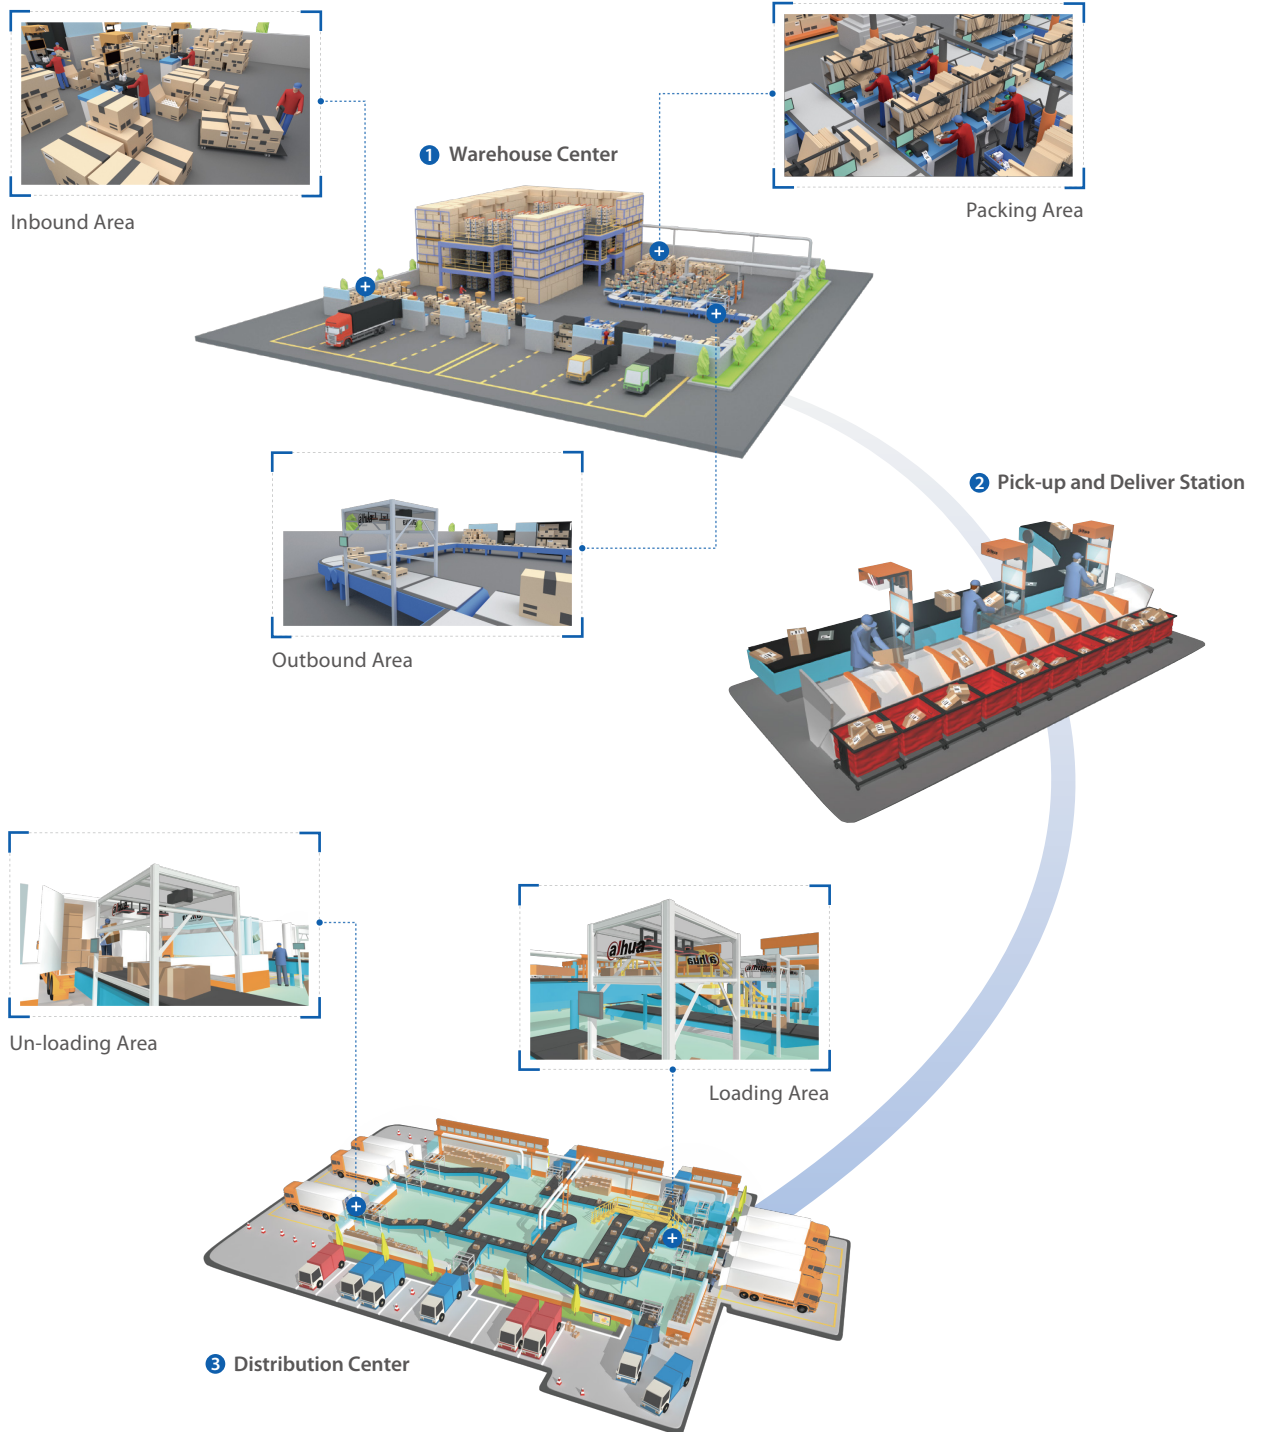 Inbound Area
1 Warehouse Center
Packing Area
Outbound Area
2 Pick-up and Deliver Station
Un-loading Area
alhua
Loading Area
3 Distribution Center